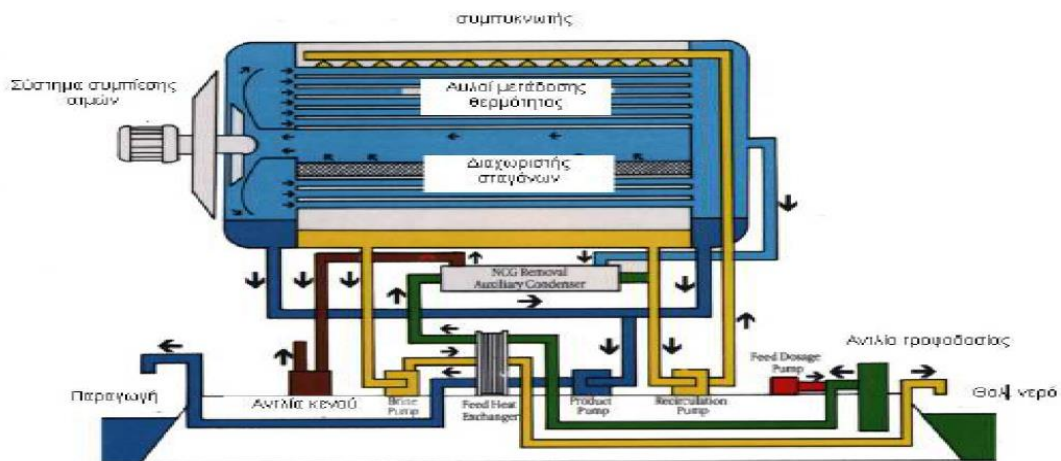 συμπυκνωτής
Σύστημα συμπίεσης
ατμών
Αυλοί μετάδοσης
θερμότητας
Διαχωριστής
σταγόνων
NCG Removal
Auxiliary Condenser
Αντλία τροφοδοσίας
Feed Dosage
Pump
Παραγωγή
Αντλία κενού
Brine
Pump
Feed Heat
Exchanger
Product
Pump
Recirculation
Pump
νερό